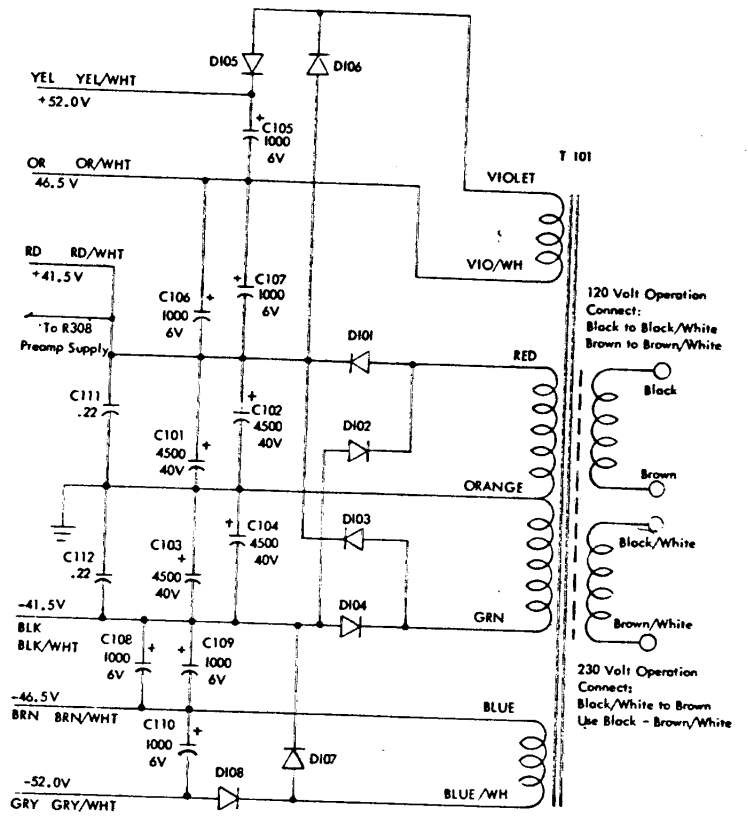 D105
D106
YEL YEL/WHT
+52.0V
+
C105
1000
6V
T 101
OR OR/WHT
46.5V
VIOLET
RD RD/WHT
+41.5V
VIO/WH
+
C107
1000
6V
+
C106
1000
6V
120 Volt Operation
Connect:
Black to Black/White
Brown to Brown/White
To R308
Preamp Supply
D101
RED
Black
C111
.22
+
C102
4500
40V
D102
C101
+
4500
40V
Brown
ORANGE
D103
+
C104
4500
40V
C103
+
4500
40V
Black/White
C112
.22
D104
GRN
Brown/White
-41.5V
BLK
BLK/WHT
C108
+
1000
6V
+
C109
1000
6V
230 Volt Operation
Connect:
Black/White to Brown
Use Black - Brown/White
-46.5V
BRN BRN/WHT
BLUE
C110
+
1000
6V
D107
D108
-52.0V
GRY GRY/WHT
BLUE/WH